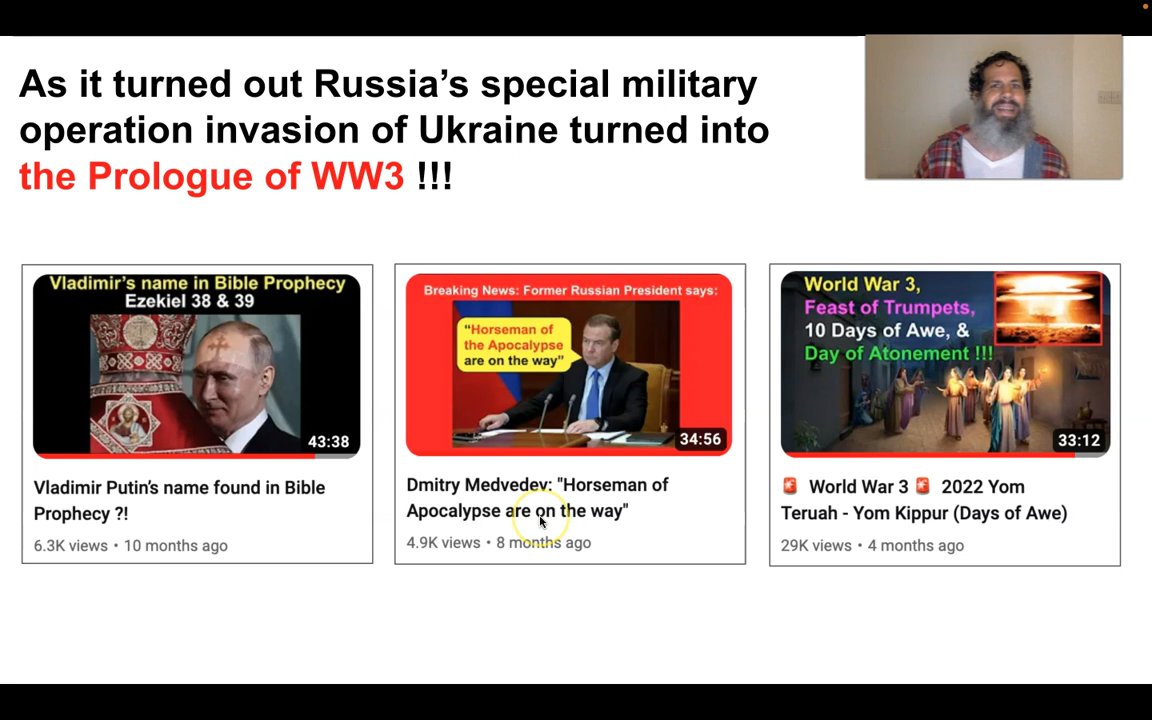 As it turned out Russia’s special military
operation invasion of Ukraine turned into
the Prologue of WW3 !!!
Vladimir’s name in Bible Prophecy
Ezekiel 38 & 39
43:38
Vladimir Putin’s name found in Bible
Prophecy ?!
6.3K views • 10 months ago
Breaking News: Former Russian President says:
“Horseman of
the Apocalypse
are on the way”
34:56
Dmitry Medvedev: "Horseman of
Apocalypse are on the way"
4.9K views • 8 months ago
World War 3,
Feast of Trumpets,
10 Days of Awe, &
Day of Atonement !!!
33:12
🚨 World War 3 🚨 2022 Yom
Teruah - Yom Kippur (Days of Awe)
29K views • 4 months ago